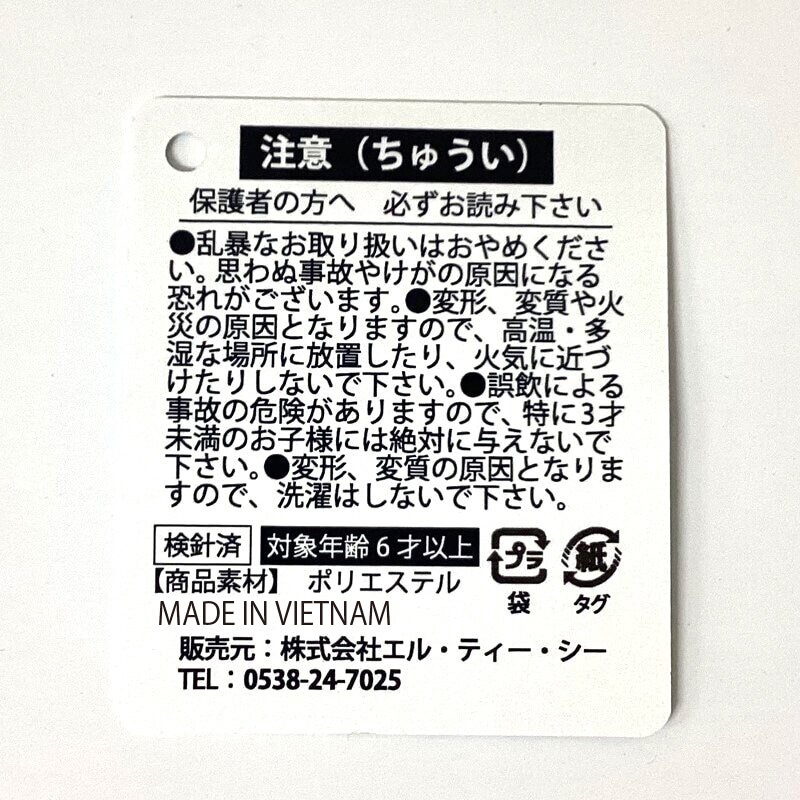 注意（ちゅうい）
保護者の方へ　必ずお読み下さい
●乱暴なお取り扱いはおやめくださ
い。思わぬ事故やけがの原因になる
恐れがございます。●変形、変質や火
災の原因となりますので、高温・多
湿な場所に放置したり、火気に近づ
けたりしないで下さい。●誤飲による
事故の危険がありますので、特に3才
未満のお子様には絶対に与えないで
下さい。●変形、変質の原因となりま
すので、洗濯はしないで下さい。
検針済 対象年齢6才以上 プラ 紙
袋 タグ
【商品素材】　ポリエステル
MADE IN VIETNAM
販売元：株式会社エル・ティー・シー
TEL：0538-24-7025